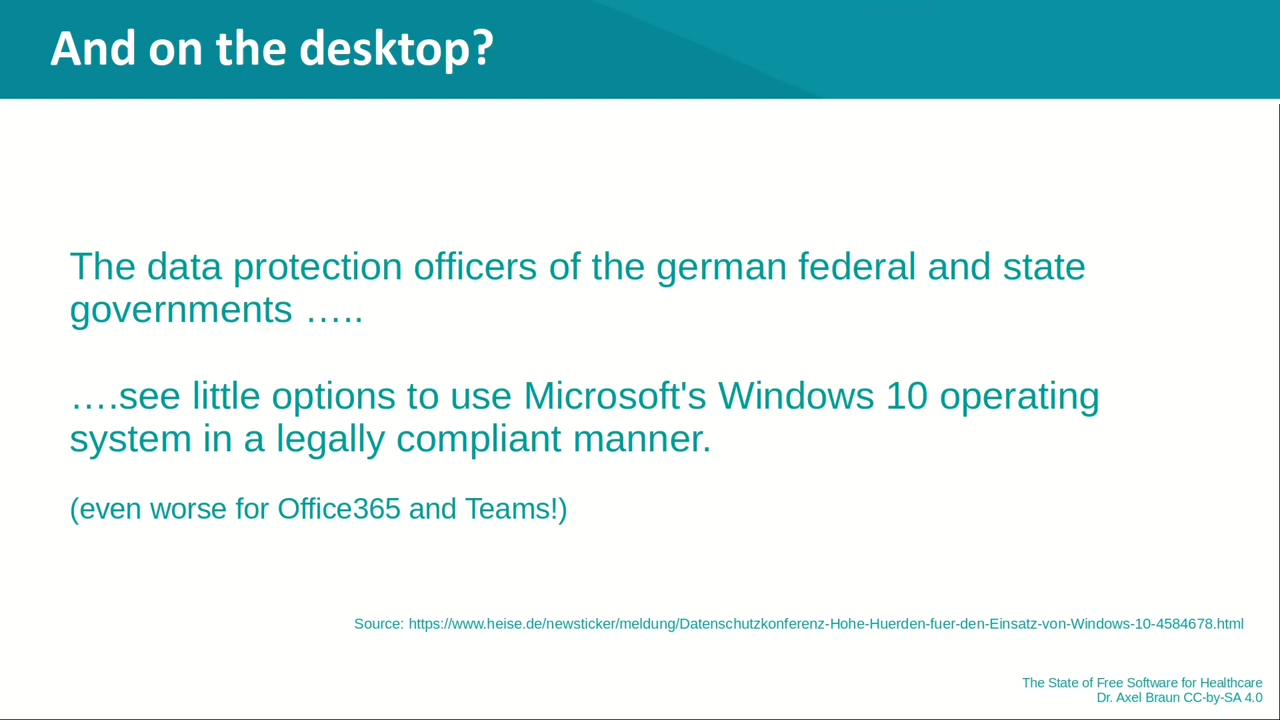 And on the desktop?
The data protection officers of the german federal and state
governments …..
….see little options to use Microsoft's Windows 10 operating
system in a legally compliant manner.
(even worse for Office365 and Teams!)
Source: https://www.heise.de/newsticker/meldung/Datenschutzkonferenz-Hohe-Huerden-fuer-den-Einsatz-von-Windows-10-4584678.html
The State of Free Software for Healthcare
Dr. Axel Braun CC-by-SA 4.0